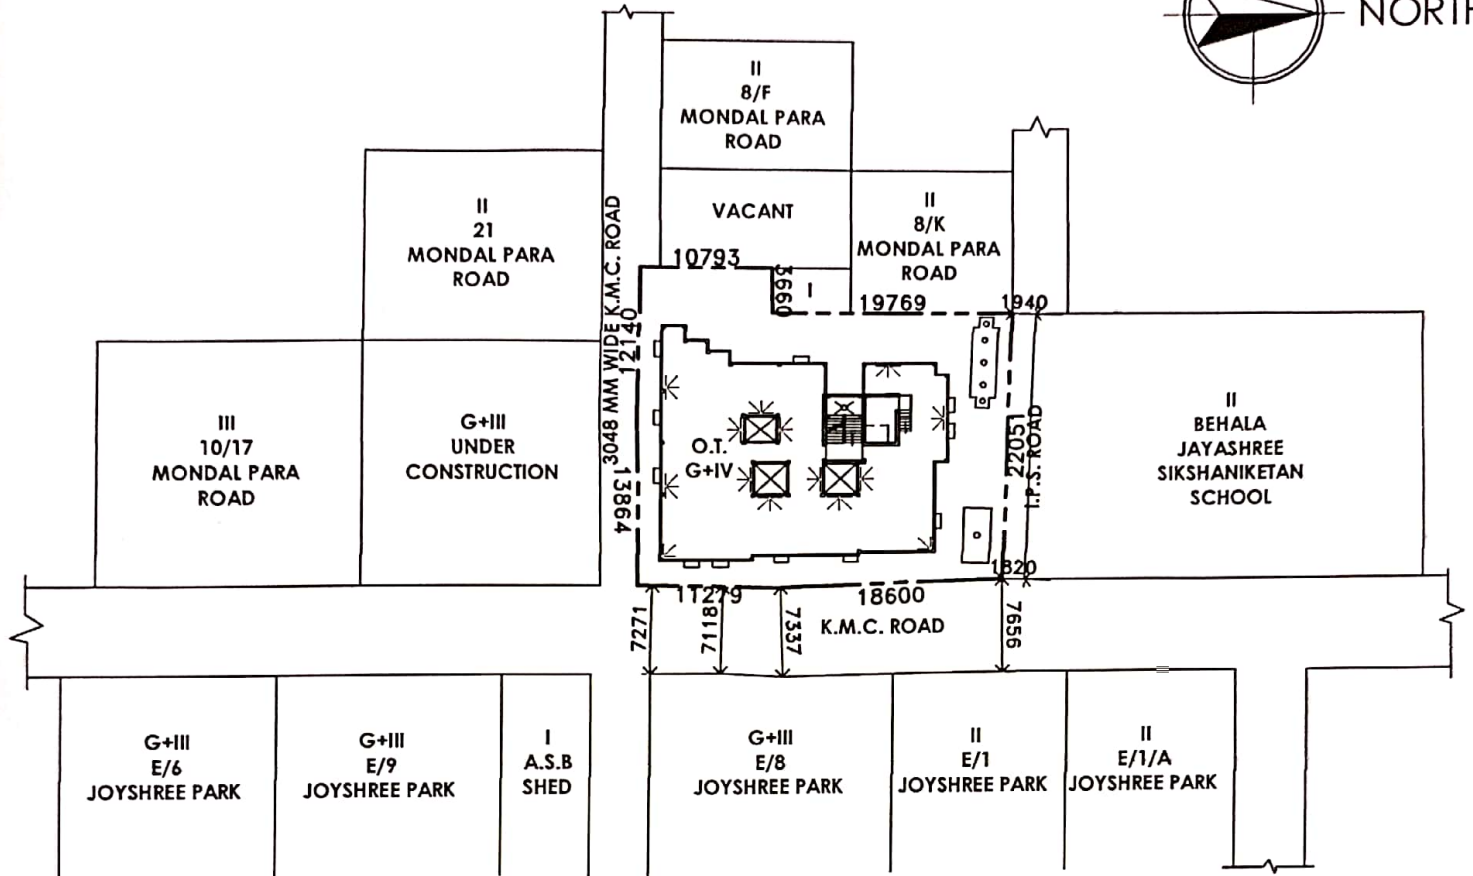 NORTH
II
8/F
MONDAL PARA
ROAD
VACANT
II
8/K
MONDAL PARA
ROAD
II
21
MONDAL PARA
ROAD
3048 MM WIDE K.M.C. ROAD
10793
3660
I
19769
1940
12140
13864
III
10/17
MONDAL PARA
ROAD
G+III
UNDER
CONSTRUCTION
O.T.
G+IV
22051
I.P.S. ROAD
II
BEHALA
JAYASHREE
SIKSHANIKETAN
SCHOOL
1820
11279
18600
7271
7118
7337
K.M.C. ROAD
7656
G+III
E/6
JOYSHREE PARK
G+III
E/9
JOYSHREE PARK
I
A.S.B
SHED
G+III
E/8
JOYSHREE PARK
II
E/1
JOYSHREE PARK
II
E/1/A
JOYSHREE PARK